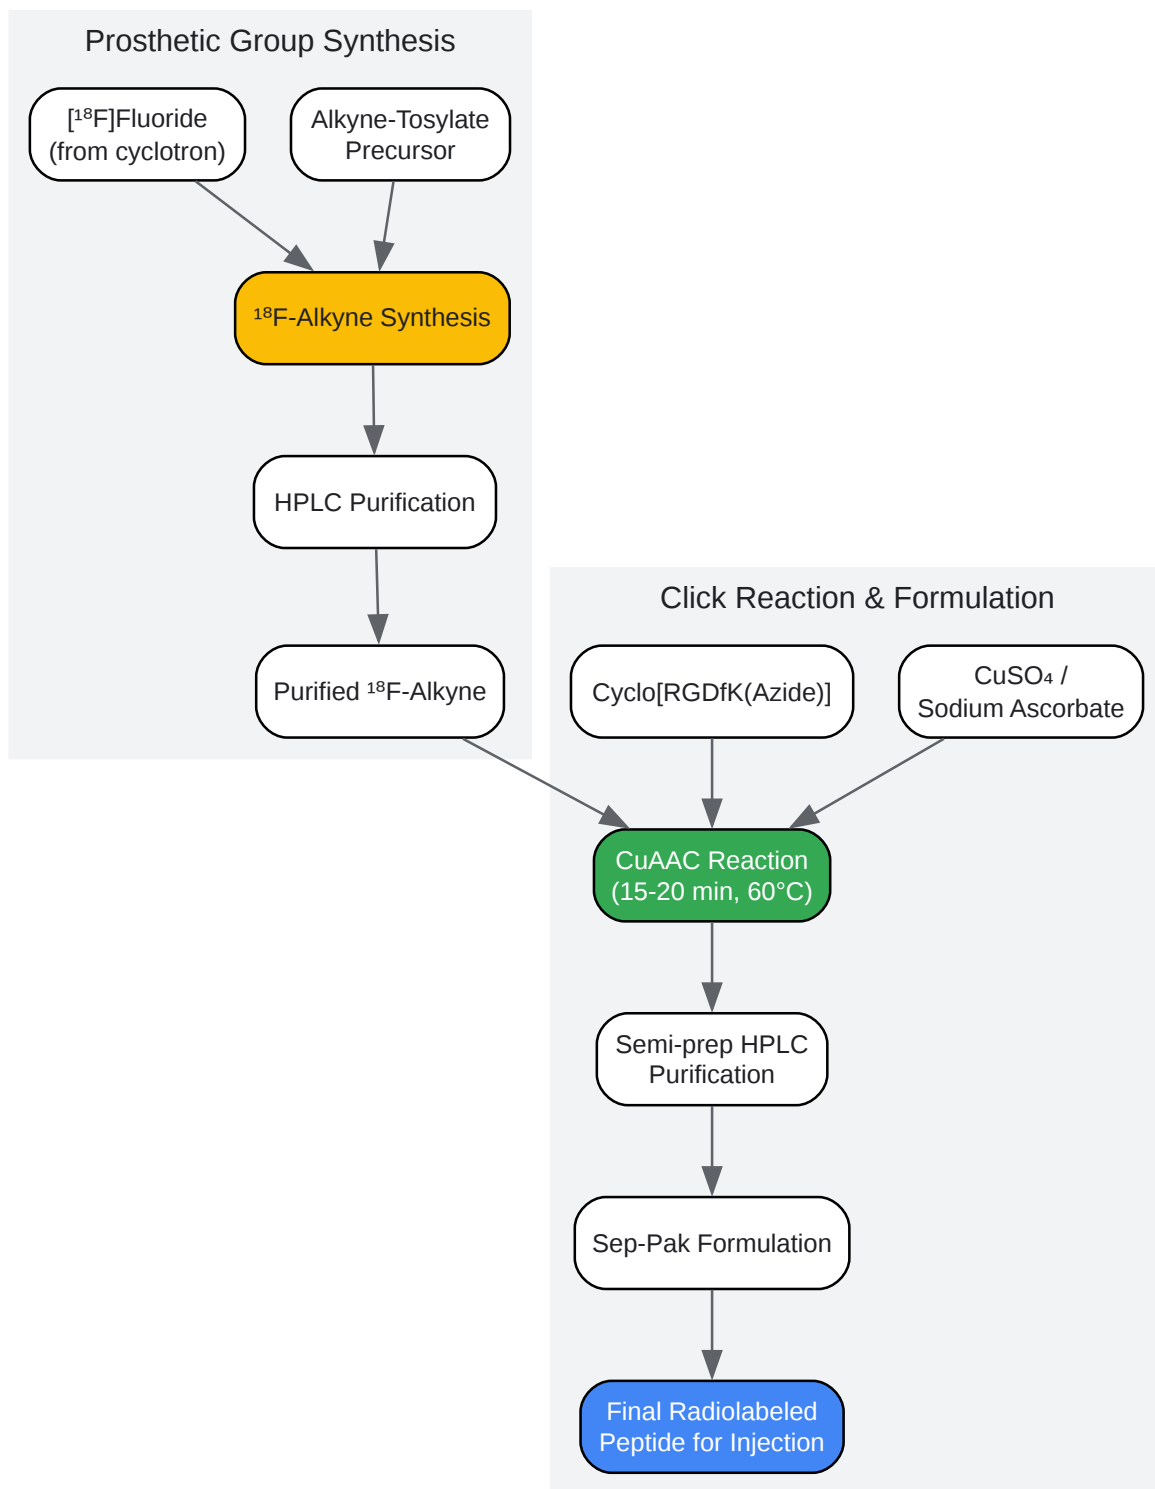 Prosthetic Group Synthesis
[¹⁸F]Fluoride
(from cyclotron)
Alkyne-Tosylate
Precursor
¹⁸F-Alkyne Synthesis
HPLC Purification
Purified ¹⁸F-Alkyne
Click Reaction & Formulation
Cyclo[RGDfK(Azide)]
CuSO₄ /
Sodium Ascorbate
CuAAC Reaction
(15-20 min, 60°C)
Semi-prep HPLC
Purification
Sep-Pak Formulation
Final Radiolabeled
Peptide for Injection